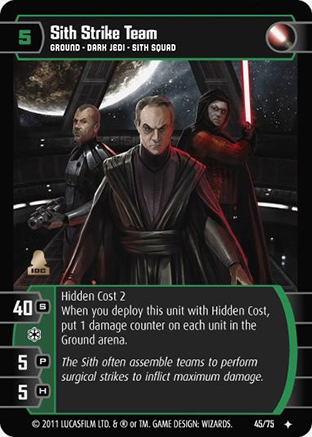 5
Sith Strike Team
GROUND - DARK JEDI - SITH SQUAD
IDC
40 S
Hidden Cost 2
When you deploy this unit with Hidden Cost,
put 1 damage counter on each unit in the
Ground arena.
5 P
The Sith often assemble teams to perform
surgical strikes to inflict maximum damage.
5 H
© 2011 LUCASFILM LTD. & ® or TM. GAME DESIGN: WIZARDS.
45/75